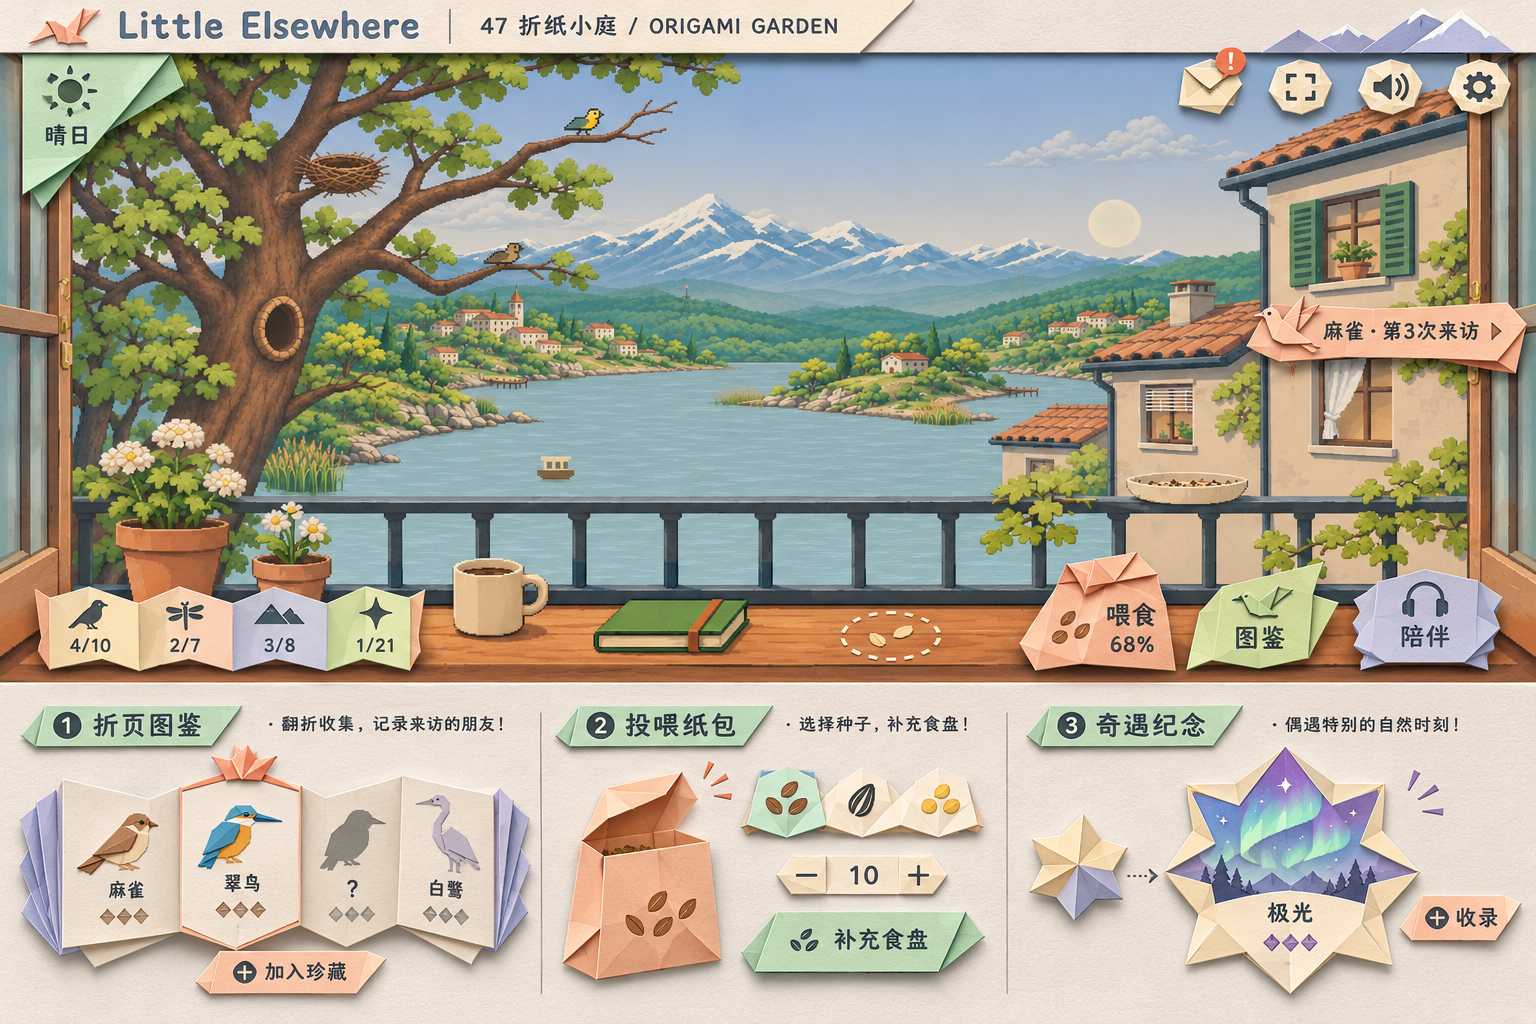 Little Elsewhere
47 折纸小庭 / ORIGAMI GARDEN
!
晴日
麻雀·第3次来访
4/10
2/7
3/8
1/21
喂食
68%
图鉴
陪伴
1 折页图鉴
· 翻折收集，记录来访的朋友！
麻雀
翠鸟
?
白鹭
加入珍藏
2 投喂纸包
· 选择种子，补充食盘！
− 10 +
补充食盘
3 奇遇纪念
· 偶遇特别的自然时刻！
极光
收录